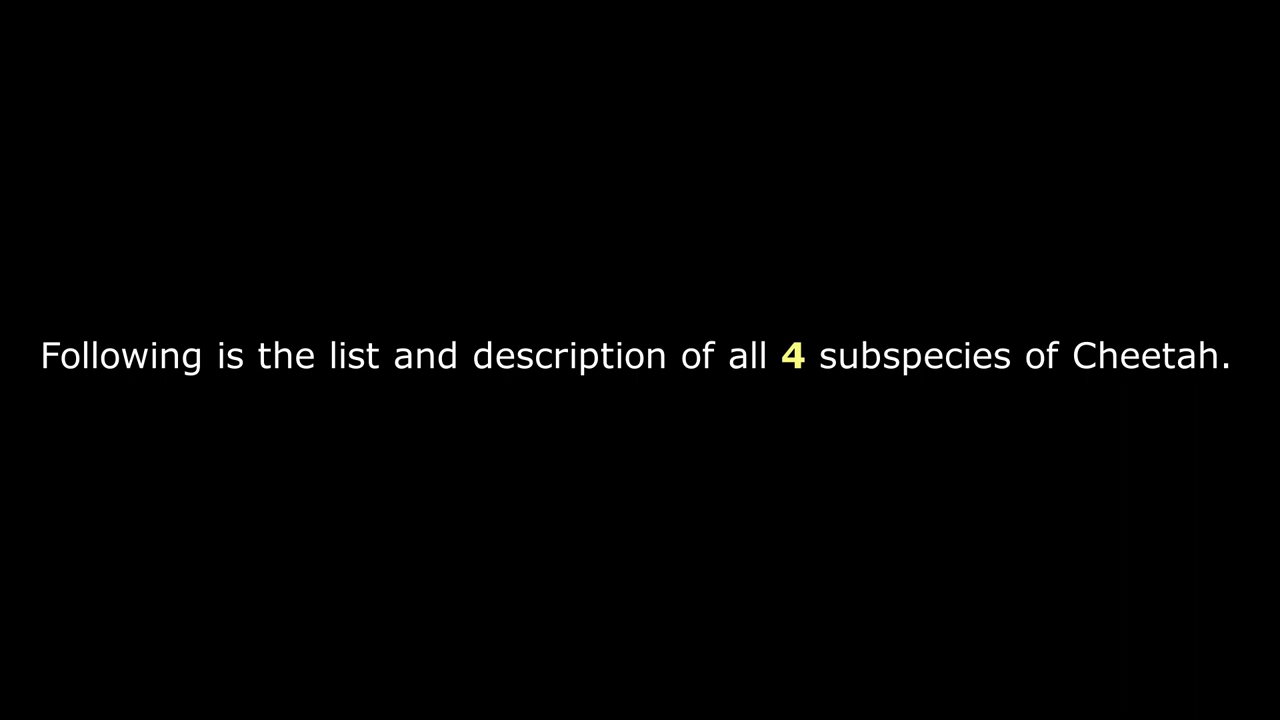 Following is the list and description of all 4 subspecies of Cheetah.